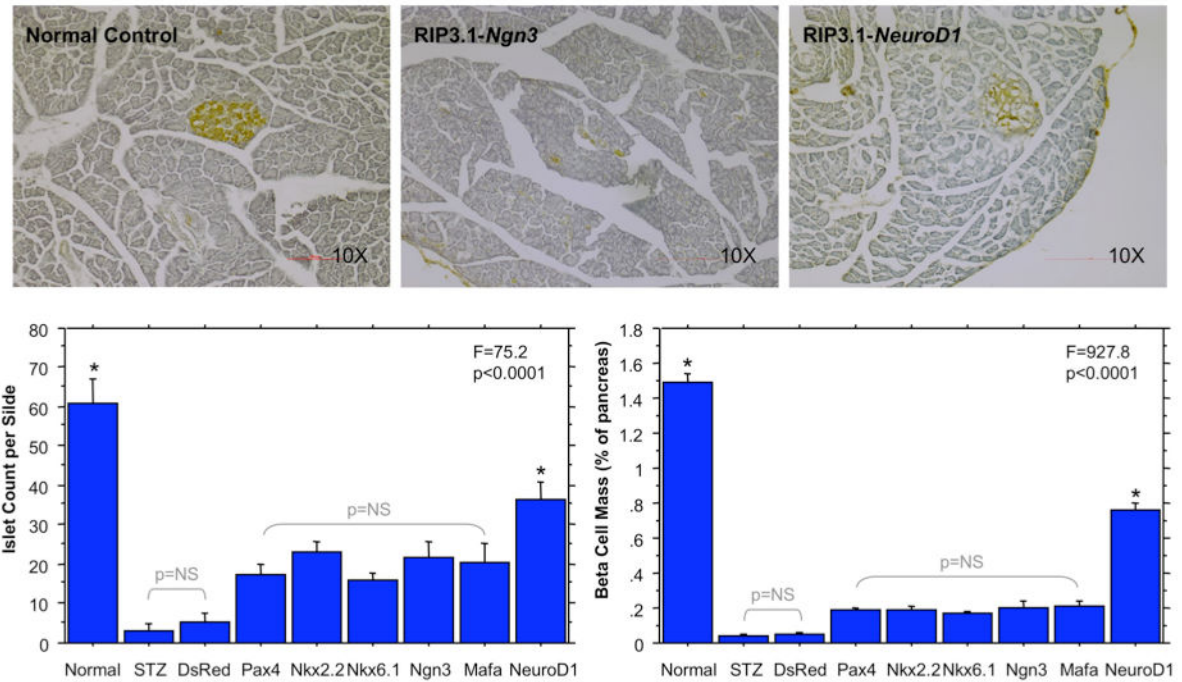 Normal Control
RIP3.1-Ngn3
RIP3.1-NeuroD1
10X
10X
10X
Islet Count per Silde
80
70
60
50
40
30
20
10
0
F=75.2
p<0.0001
*
*
p=NS
p=NS
Normal STZ DsRed Pax4 Nkx2.2 Nkx6.1 Ngn3 Mafa NeuroD1
Beta Cell Mass (% of pancreas)
1.8
1.6
1.4
1.2
1
.8
.6
.4
.2
0
F=927.8
p<0.0001
*
*
p=NS
p=NS
Normal STZ DsRed Pax4 Nkx2.2 Nkx6.1 Ngn3 Mafa NeuroD1